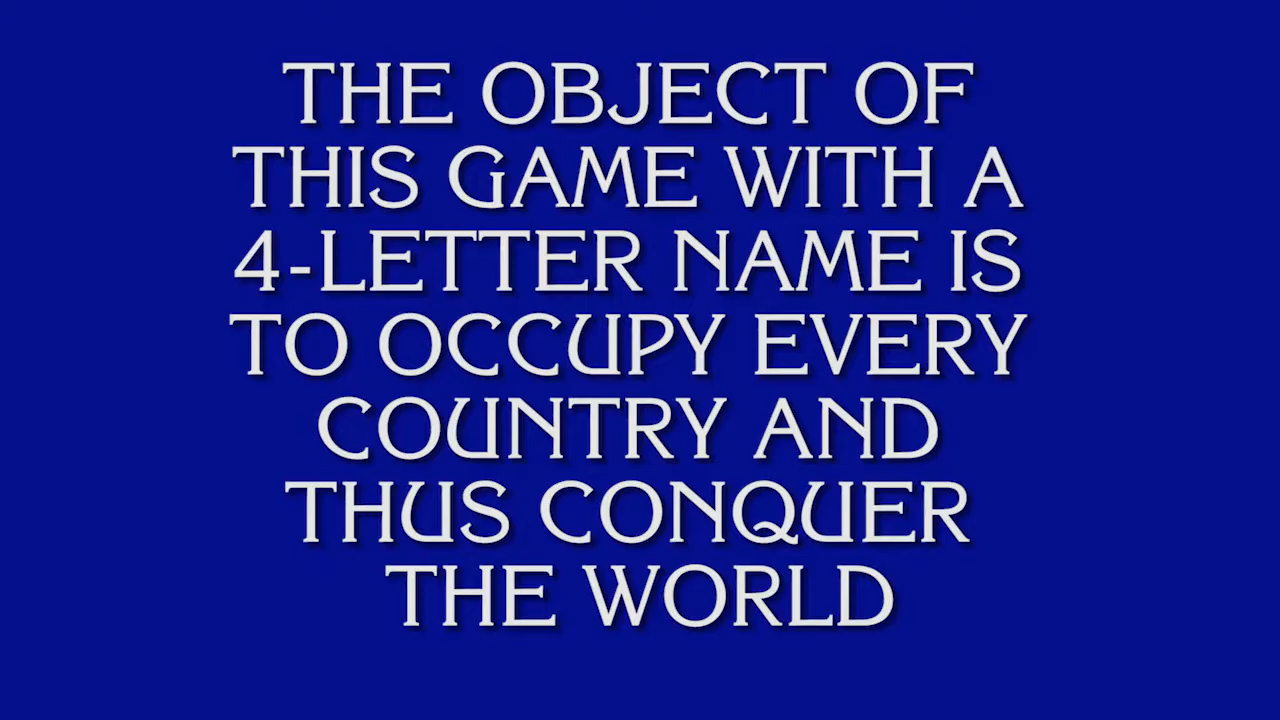 THE OBJECT OF
THIS GAME WITH A
4-LETTER NAME IS
TO OCCUPY EVERY
COUNTRY AND
THUS CONQUER
THE WORLD